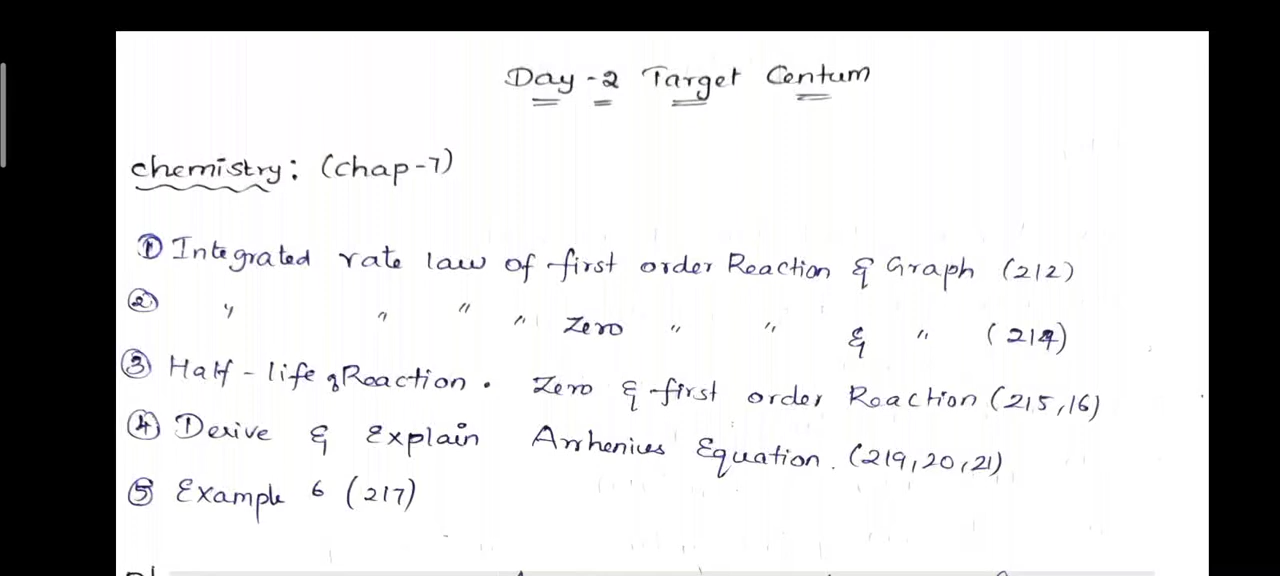 Day -2 Target Centum
chemistry: (chap-7)
① Integrated rate law of first order Reaction & Graph (212)
② " " " " Zero " " & " (214)
③ Half - life of Reaction. Zero & first order Reaction (215,16)
④ Derive & Explain Arrhenius Equation. (219,20,21)
⑤ Example 6 (217)